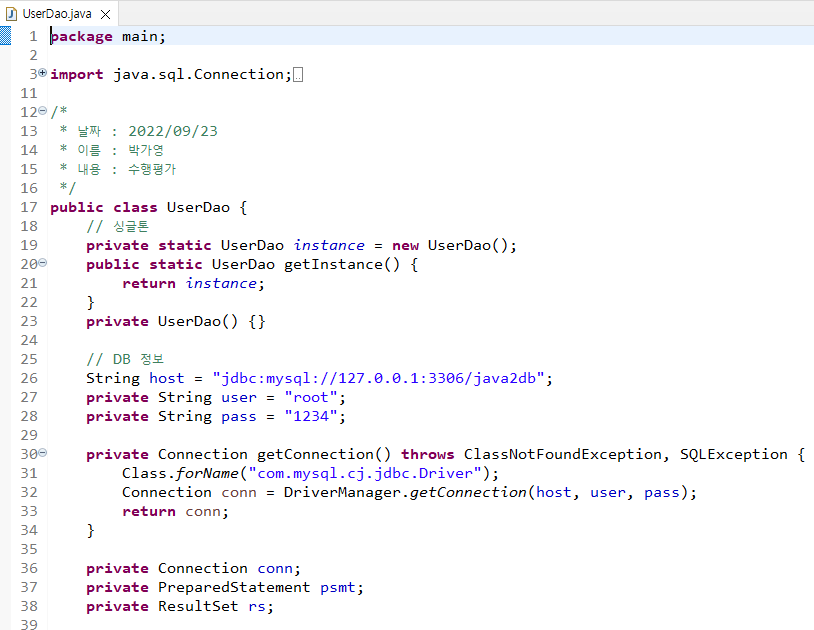 UserDao.java
1 package main;
2
3 import java.sql.Connection;
11
12 /*
13  * 날짜 : 2022/09/23
14  * 이름 : 박가영
15  * 내용 : 수행평가
16  */
17 public class UserDao {
18     // 싱글톤
19     private static UserDao instance = new UserDao();
20     public static UserDao getInstance() {
21         return instance;
22     }
23     private UserDao() {}
24
25     // DB 정보
26     String host = "jdbc:mysql://127.0.0.1:3306/java2db";
27     private String user = "root";
28     private String pass = "1234";
29
30     private Connection getConnection() throws ClassNotFoundException, SQLException {
31         Class.forName("com.mysql.cj.jdbc.Driver");
32         Connection conn = DriverManager.getConnection(host, user, pass);
33         return conn;
34     }
35
36     private Connection conn;
37     private PreparedStatement psmt;
38     private ResultSet rs;
39